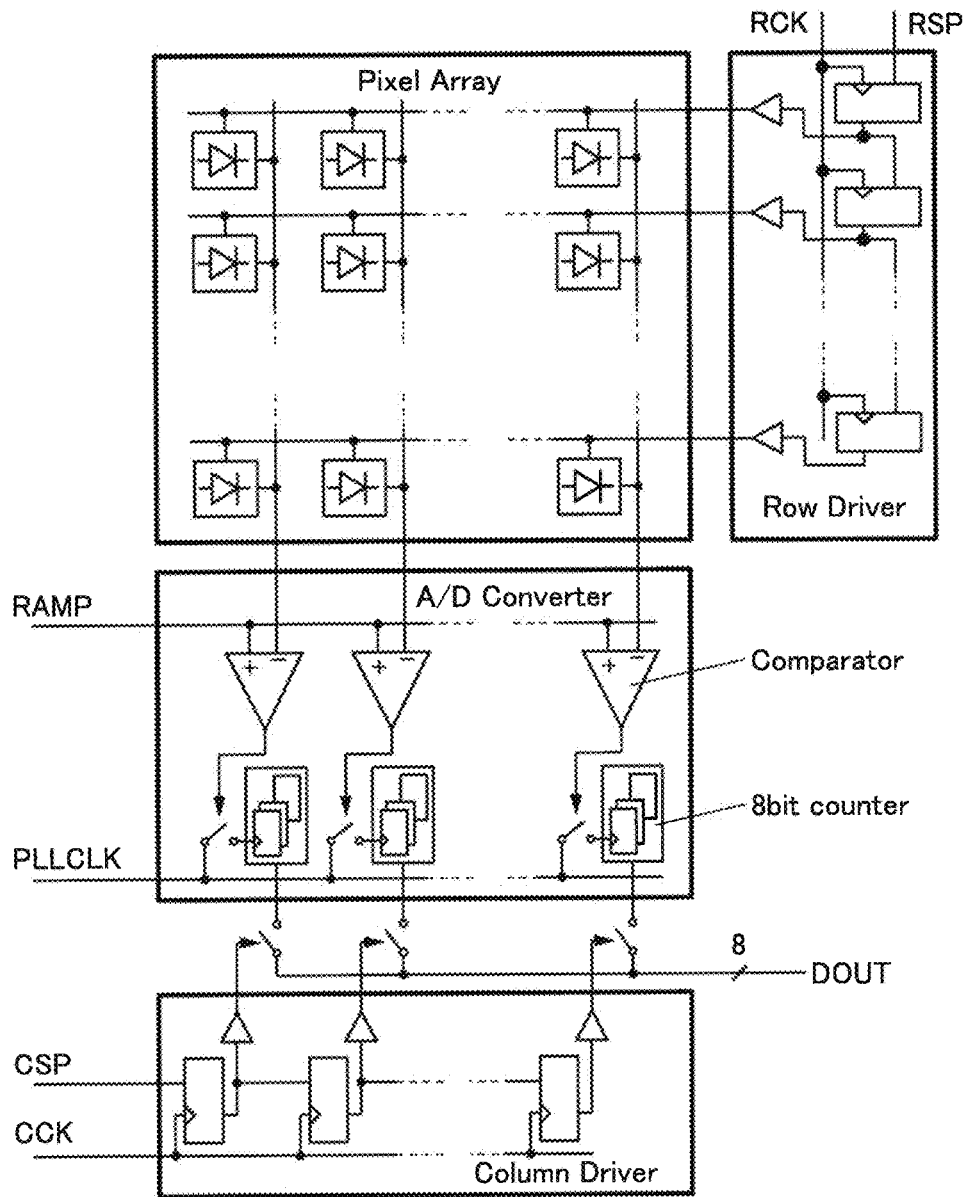 RCK
RSP
Pixel Array
Row Driver
RAMP
A/D Converter
+ −
+ −
+ −
Comparator
8bit counter
PLLCLK
8
DOUT
CSP
CCK
Column Driver